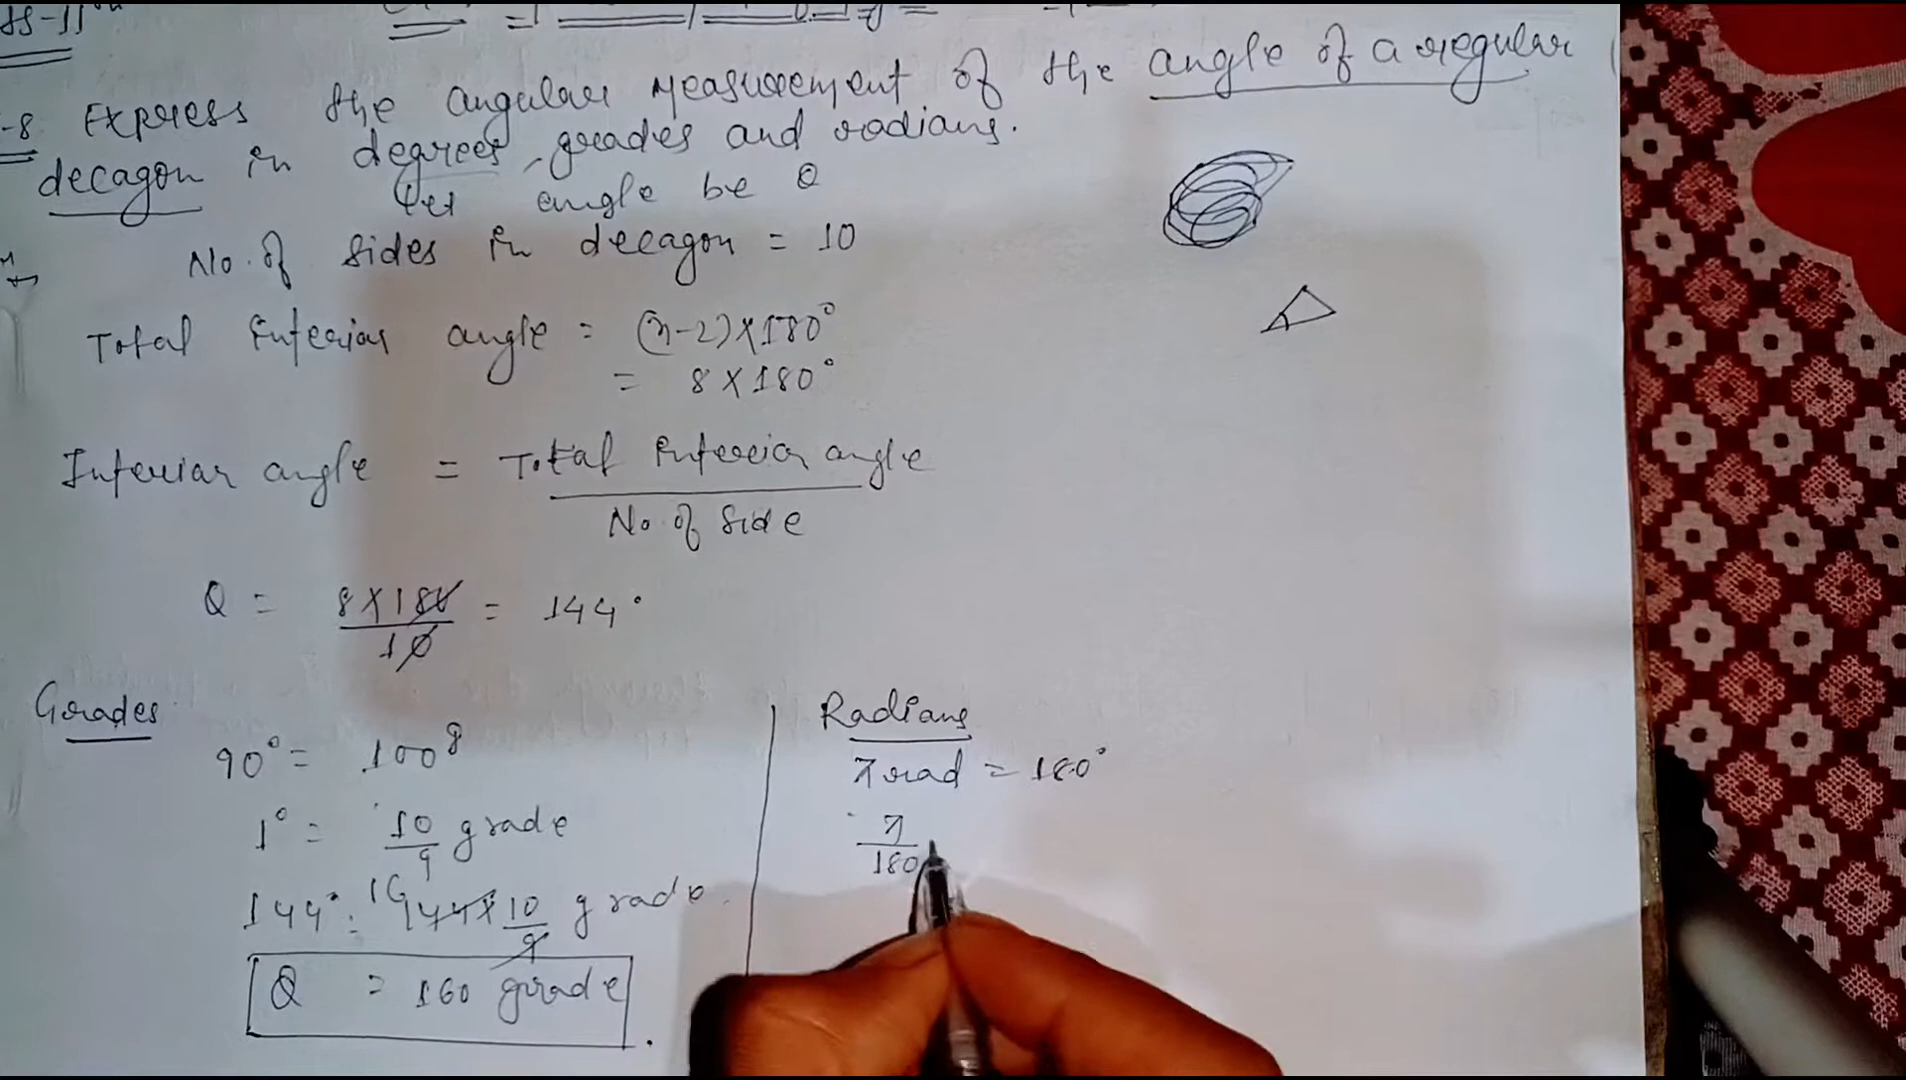 -8 Express the angular measurement of the angle of a regular
decagon in degrees, grades and radians.
Let angle be Q
No. of sides in decagon = 10
Total interior angle = (n-2)×180°
= 8×180°
Interior angle = Total interior angle
No. of side
Q = 8×180 = 144°
10
Grades
90° = 100g
1° = 10 grade
9
144° = 16 144×10 grade
9
Q = 160 grade
Radians
π rad = 180°
π
180